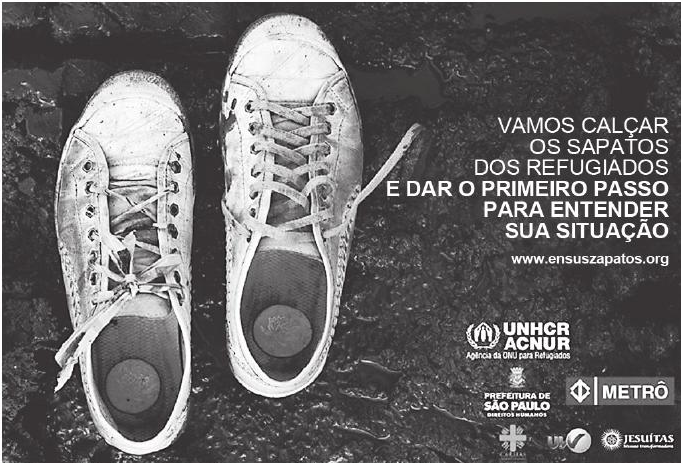 VAMOS CALÇAR
OS SAPATOS
DOS REFUGIADOS
E DAR O PRIMEIRO PASSO
PARA ENTENDER
SUA SITUAÇÃO
www.ensuszapatos.org
UNHCR
ACNUR
Agência da ONU para Refugiados
PREFEITURA DE
SÃO PAULO
DIREITOS HUMANOS
METRÔ
CARITAS
JESUÍTAS